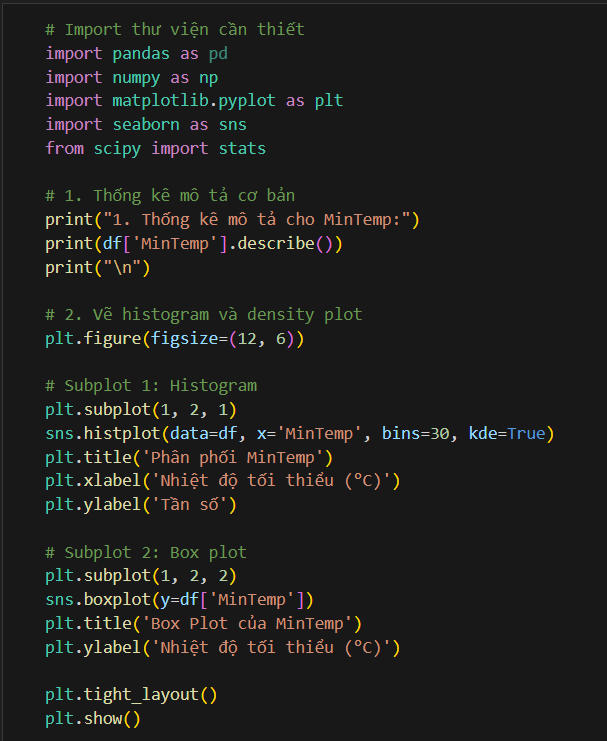 # Import thư viện cần thiết
import pandas as pd
import numpy as np
import matplotlib.pyplot as plt
import seaborn as sns
from scipy import stats

# 1. Thống kê mô tả cơ bản
print("1. Thống kê mô tả cho MinTemp:")
print(df['MinTemp'].describe())
print("\n")

# 2. Vẽ histogram và density plot
plt.figure(figsize=(12, 6))

# Subplot 1: Histogram
plt.subplot(1, 2, 1)
sns.histplot(data=df, x='MinTemp', bins=30, kde=True)
plt.title('Phân phối MinTemp')
plt.xlabel('Nhiệt độ tối thiểu (°C)')
plt.ylabel('Tần số')

# Subplot 2: Box plot
plt.subplot(1, 2, 2)
sns.boxplot(y=df['MinTemp'])
plt.title('Box Plot của MinTemp')
plt.ylabel('Nhiệt độ tối thiểu (°C)')

plt.tight_layout()
plt.show()